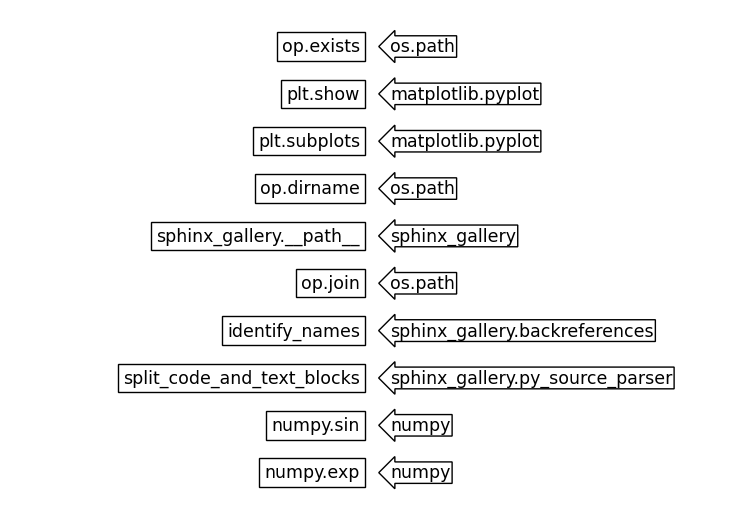 op.exists os.path
plt.show matplotlib.pyplot
plt.subplots matplotlib.pyplot
op.dirname os.path
sphinx_gallery.__path__ sphinx_gallery
op.join os.path
identify_names sphinx_gallery.backreferences
split_code_and_text_blocks sphinx_gallery.py_source_parser
numpy.sin numpy
numpy.exp numpy